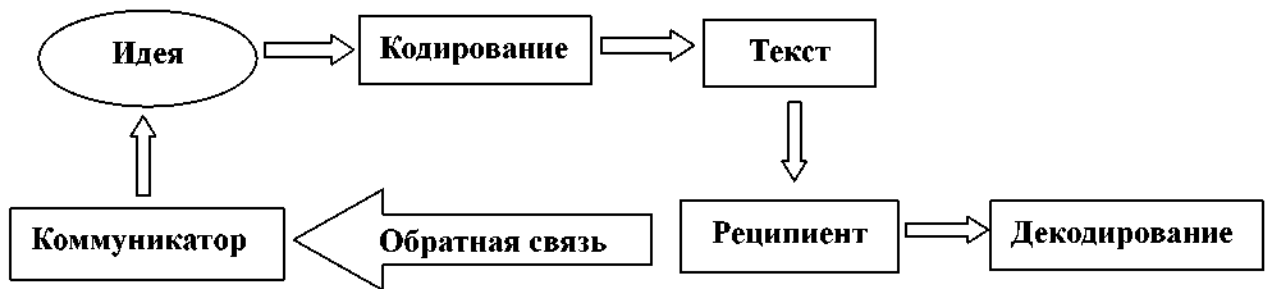 Идея
Кодирование
Текст
Коммуникатор
Обратная связь
Реципиент
Декодирование